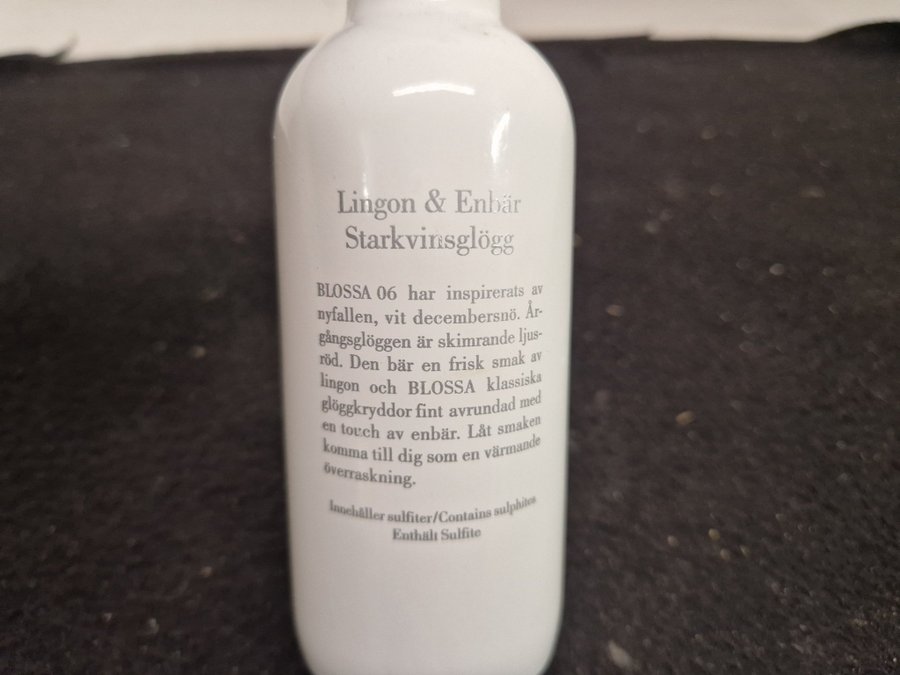 Lingon & Enbär
Starkvinsglögg
BLOSSA 06 har inspirerats av
nyfallen, vit decembersnö. År-
gångsglöggen är skimrande ljus-
röd. Den bär en frisk smak av
lingon och BLOSSA klassiska
glöggkryddor fint avrundad med
en touch av enbär. Låt smaken
komma till dig som en värmande
överraskning.
Innehåller sulfiter/Contains sulphites
Enthält Sulfite